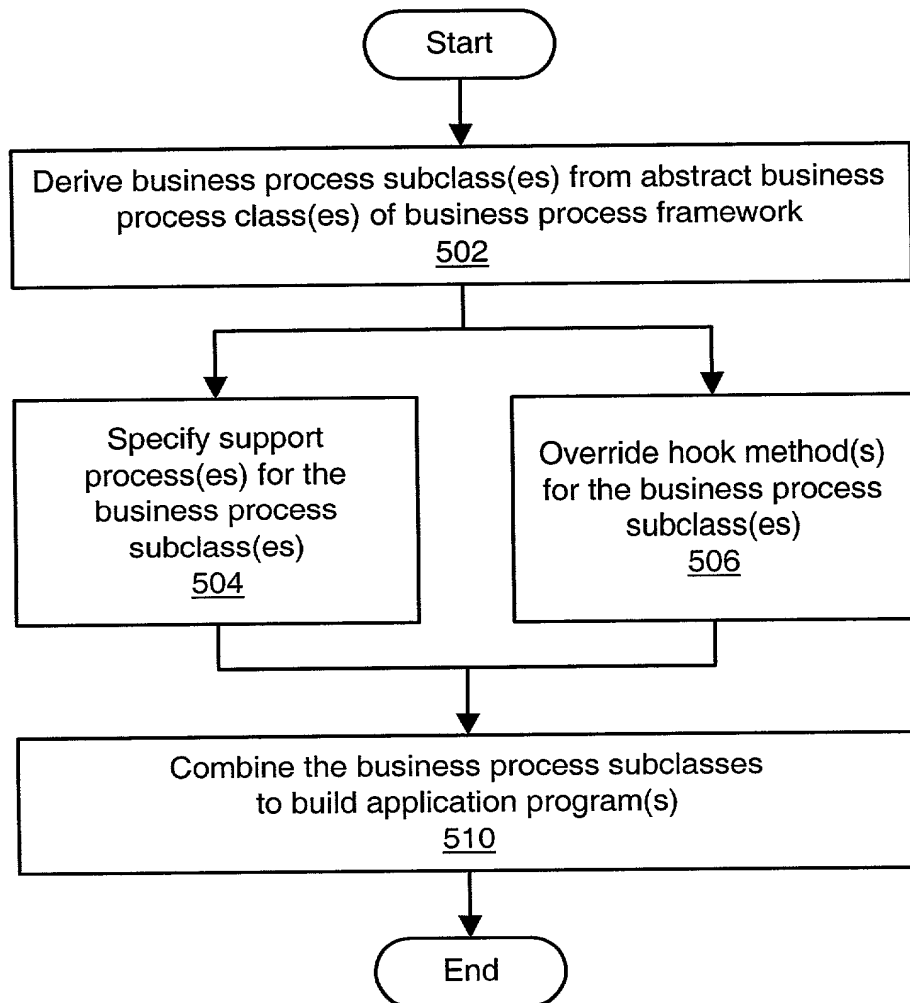 Start
Derive business process subclass(es) from abstract business
process class(es) of business process framework
502
Specify support
process(es) for the
business process
subclass(es)
504
Override hook method(s)
for the business process
subclass(es)
506
Combine the business process subclasses
to build application program(s)
510
End